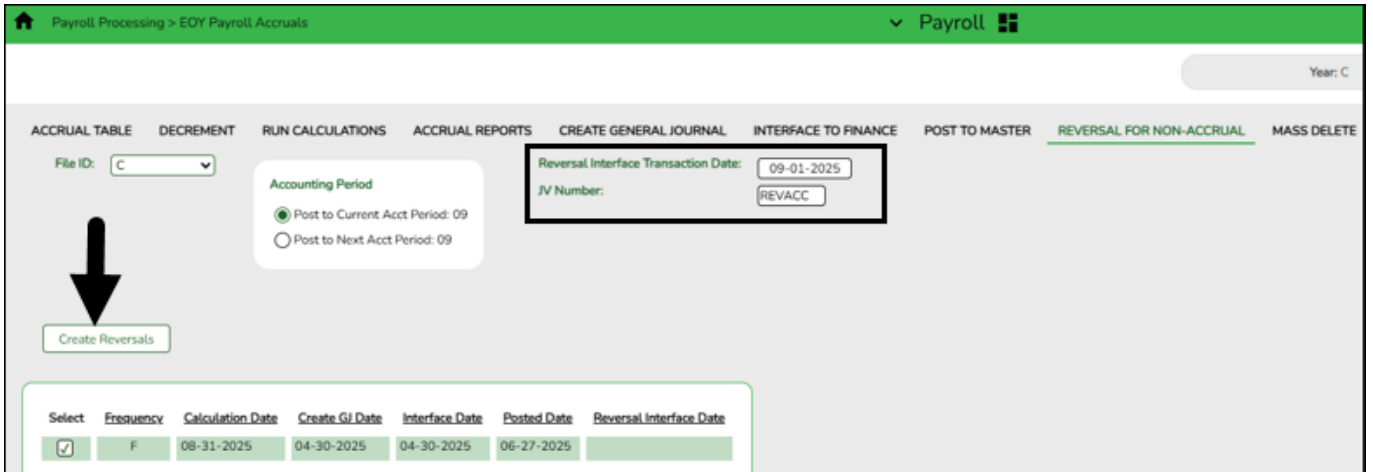 Payroll Processing > EOY Payroll Accruals
Payroll
Year: C
ACCRUAL TABLE DECREMENT RUN CALCULATIONS ACCRUAL REPORTS CREATE GENERAL JOURNAL INTERFACE TO FINANCE POST TO MASTER REVERSAL FOR NON-ACCRUAL MASS DELETE
File ID: C
Accounting Period
Post to Current Acct Period: 09
Post to Next Acct Period: 09
Reversal Interface Transaction Date: 09-01-2025
JV Number: REVACC
Create Reversals
Select Frequency Calculation Date Create GJ Date Interface Date Posted Date Reversal Interface Date
F 08-31-2025 04-30-2025 04-30-2025 06-27-2025